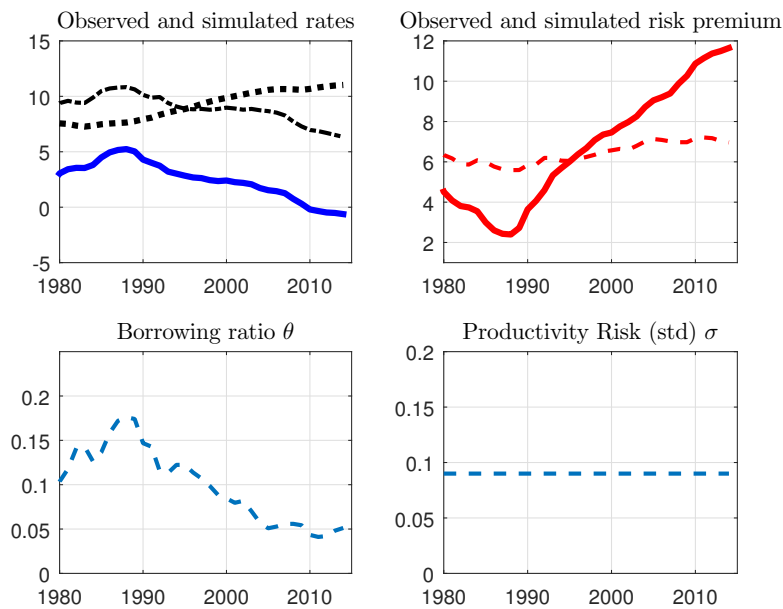 Observed and simulated rates
15
10
5
0
-5
1980 1990 2000 2010
Observed and simulated risk premium
12
10
8
6
4
2
1980 1990 2000 2010
Borrowing ratio θ
0.2
0.15
0.1
0.05
0
1980 1990 2000 2010
Productivity Risk (std) σ
0.2
0.15
0.1
0.05
0
1980 1990 2000 2010